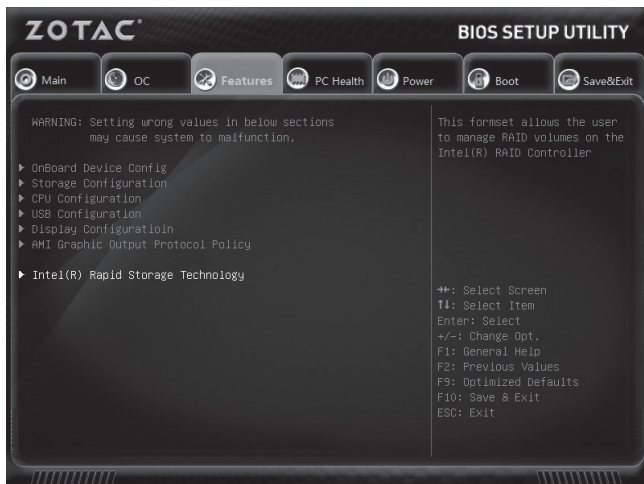 ZOTAC
BIOS SETUP UTILITY
Main
OC
Features
PC Health
Power
Boot
Save&Exit
WARNING: Setting wrong values in below sections
may cause system to malfunction.
OnBoard Device Config
Storage Configuration
CPU Configuration
USB Configuration
Display Configuratioin
AMI Graphic Output Protocol Policy
Intel(R) Rapid Storage Technology
This formset allows the user
to manage RAID volumes on the
Intel(R) RAID Controller
→←: Select Screen
↑↓: Select Item
Enter: Select
+/-: Change Opt.
F1: General Help
F2: Previous Values
F9: Optimized Defaults
F10: Save & Exit
ESC: Exit